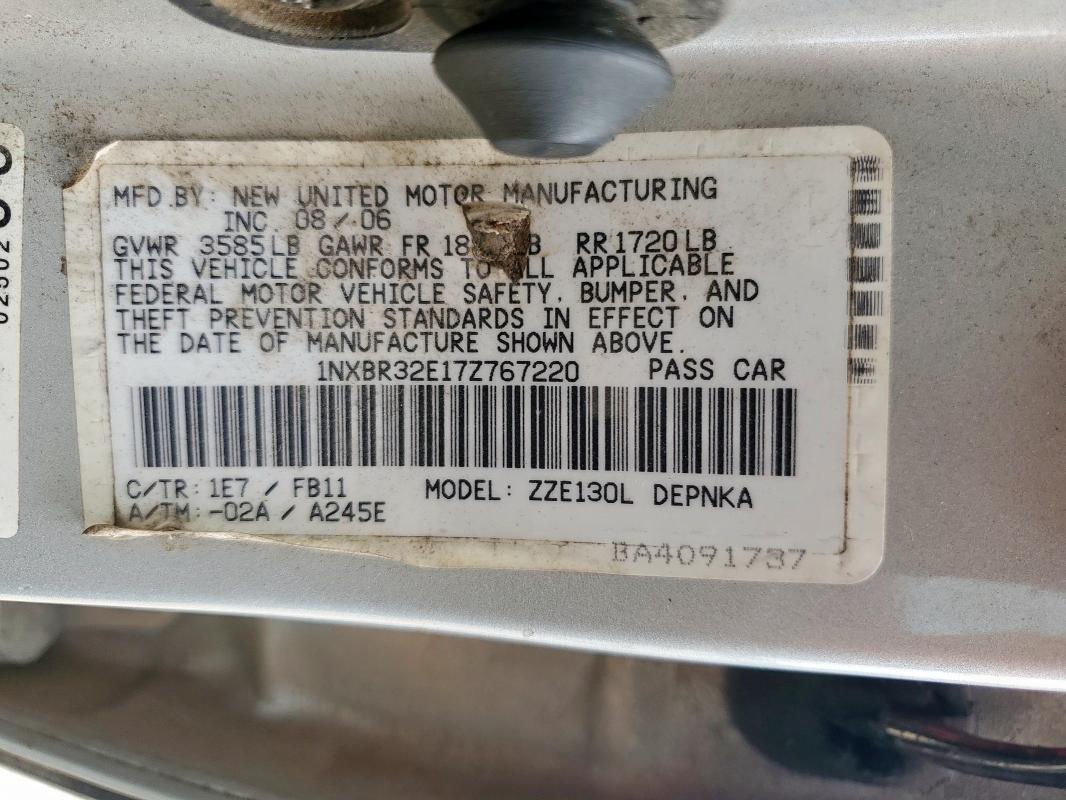 MFD.BY: NEW UNITED MOTOR MANUFACTURING
INC. 08/06
GVWR 3585LB GAWR FR RR1720LB
THIS VEHICLE CONFORMS TO APPLICABLE
FEDERAL MOTOR VEHICLE SAFETY, BUMPER, AND
THEFT PREVENTION STANDARDS IN EFFECT ON
THE DATE OF MANUFACTURE SHOWN ABOVE.
1NXBR32E17Z767220 PASS CAR
C/TR: 1E7 / FB11 MODEL: ZZE130L DEPNKA
A/TM: -02A / A245E
BA4091737